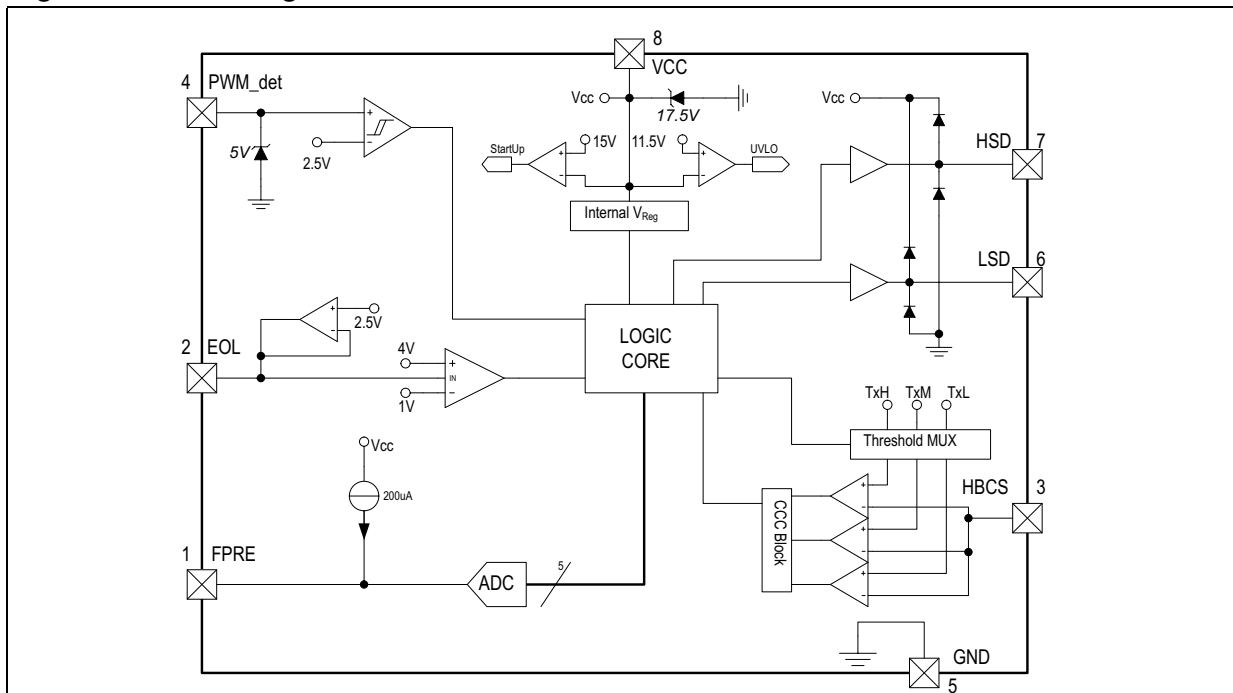 8
VCC
4 PWM_det
Vcc
17.5V
Vcc
HSD 7
5V
2.5V
StartUp
15V
11.5V
UVLO
Internal VReg
LSD 6
2.5V
LOGIC
CORE
2 EOL
4V
IN
1V
TxH TxM TxL
Threshold MUX
Vcc
HBCS 3
200uA
CCC Block
1 FPRE
ADC
5
GND
5